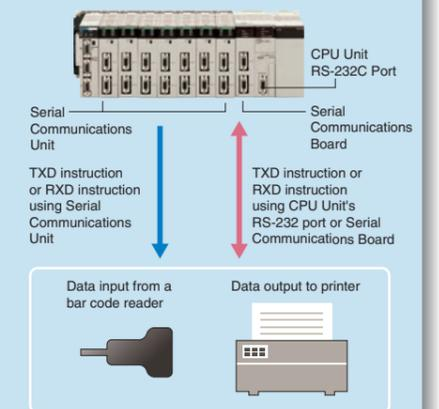 CPU Unit
RS-232C Port
Serial
Communications
Unit
Serial
Communications
Board
TXD instruction
or RXD instruction
using Serial
Communications
Unit
TXD instruction or
RXD instruction
using CPU Unit's
RS-232 port or Serial
Communications Board
Data input from a
bar code reader
Data output to printer